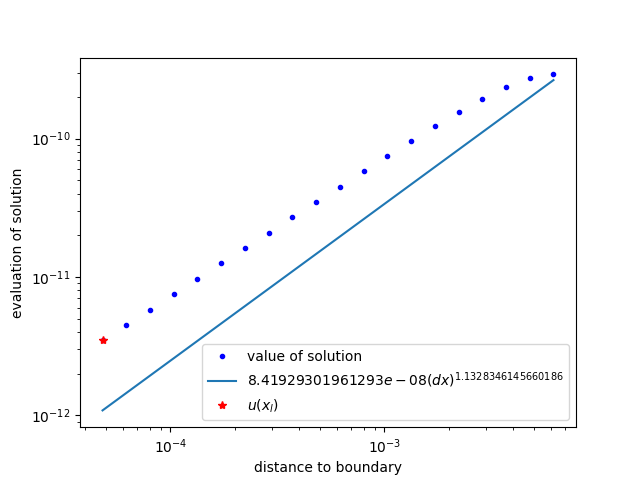 10^{-10}
10^{-11}
10^{-12}
evaluation of solution
value of solution
8.41929301961293e − 08(dx)^{1.1328346145660186}
u(x_l)
10^{-4}
10^{-3}
distance to boundary